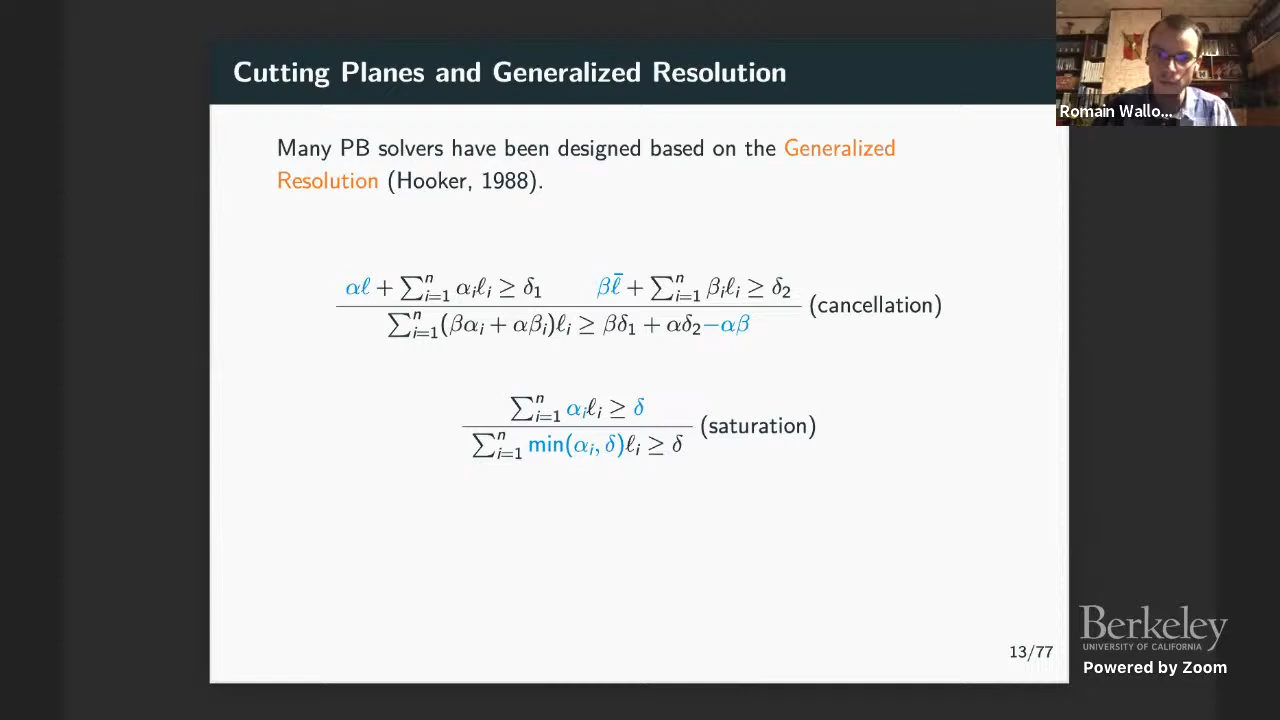 Cutting Planes and Generalized Resolution
Romain Wallo...
Many PB solvers have been designed based on the Generalized
Resolution (Hooker, 1988).
αℓ + ∑ⁿᵢ₌₁ αᵢℓᵢ ≥ δ₁    βℓ̄ + ∑ⁿᵢ₌₁ βᵢℓᵢ ≥ δ₂
(cancellation)
∑ⁿᵢ₌₁(βαᵢ + αβᵢ)ℓᵢ ≥ βδ₁ + αδ₂−αβ
∑ⁿᵢ₌₁ αᵢℓᵢ ≥ δ
(saturation)
∑ⁿᵢ₌₁ min(αᵢ, δ)ℓᵢ ≥ δ
13/77
Berkeley
UNIVERSITY OF CALIFORNIA
Powered by Zoom